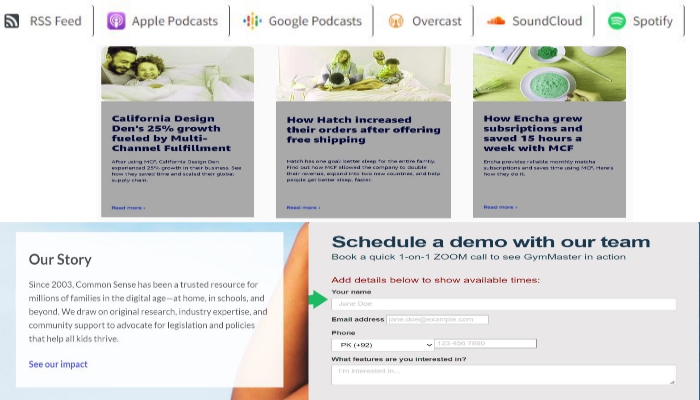 RSS Feed
Apple Podcasts
Google Podcasts
Overcast
SoundCloud
Spotify
California Design
Den's 25% growth
fueled by Multi-
Channel Fulfillment
After using MCF, California Design Den
experienced 25% growth in their business. See
how they saved time and scaled their global
supply chain.
Read more ›
How Hatch increased
their orders after offering
free shipping
Hatch has one goal: better sleep for the entire family.
Find out how MCF allowed the company to double
their revenue, expand into two new countries, and help
people get better sleep, faster.
Read more ›
How Encha grew
subsriptions and
saved 15 hours a
week with MCF
Encha provides reliable monthly matcha
subscriptions and saves time using MCF. Here's
how they do it.
Read more ›
Our Story
Since 2003, Common Sense has been a trusted resource for
millions of families in the digital age—at home, in schools, and
beyond. We draw on original research, industry expertise, and
community support to advocate for legislation and policies
that help all kids thrive.
See our impact
Schedule a demo with our team
Book a quick 1-on-1 ZOOM call to see GymMaster in action
Add details below to show available times:
Your name
Jane Doe
Email address jane.doe@example.com
Phone
PK (+92) 123 456 7890
What features are you interested in?
I'm interested in...